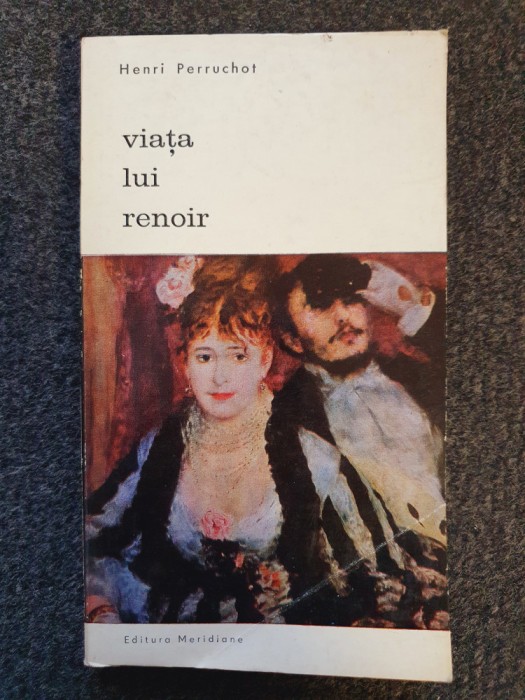 Henri Perruchot
viața
lui
renoir
Editura Meridiane